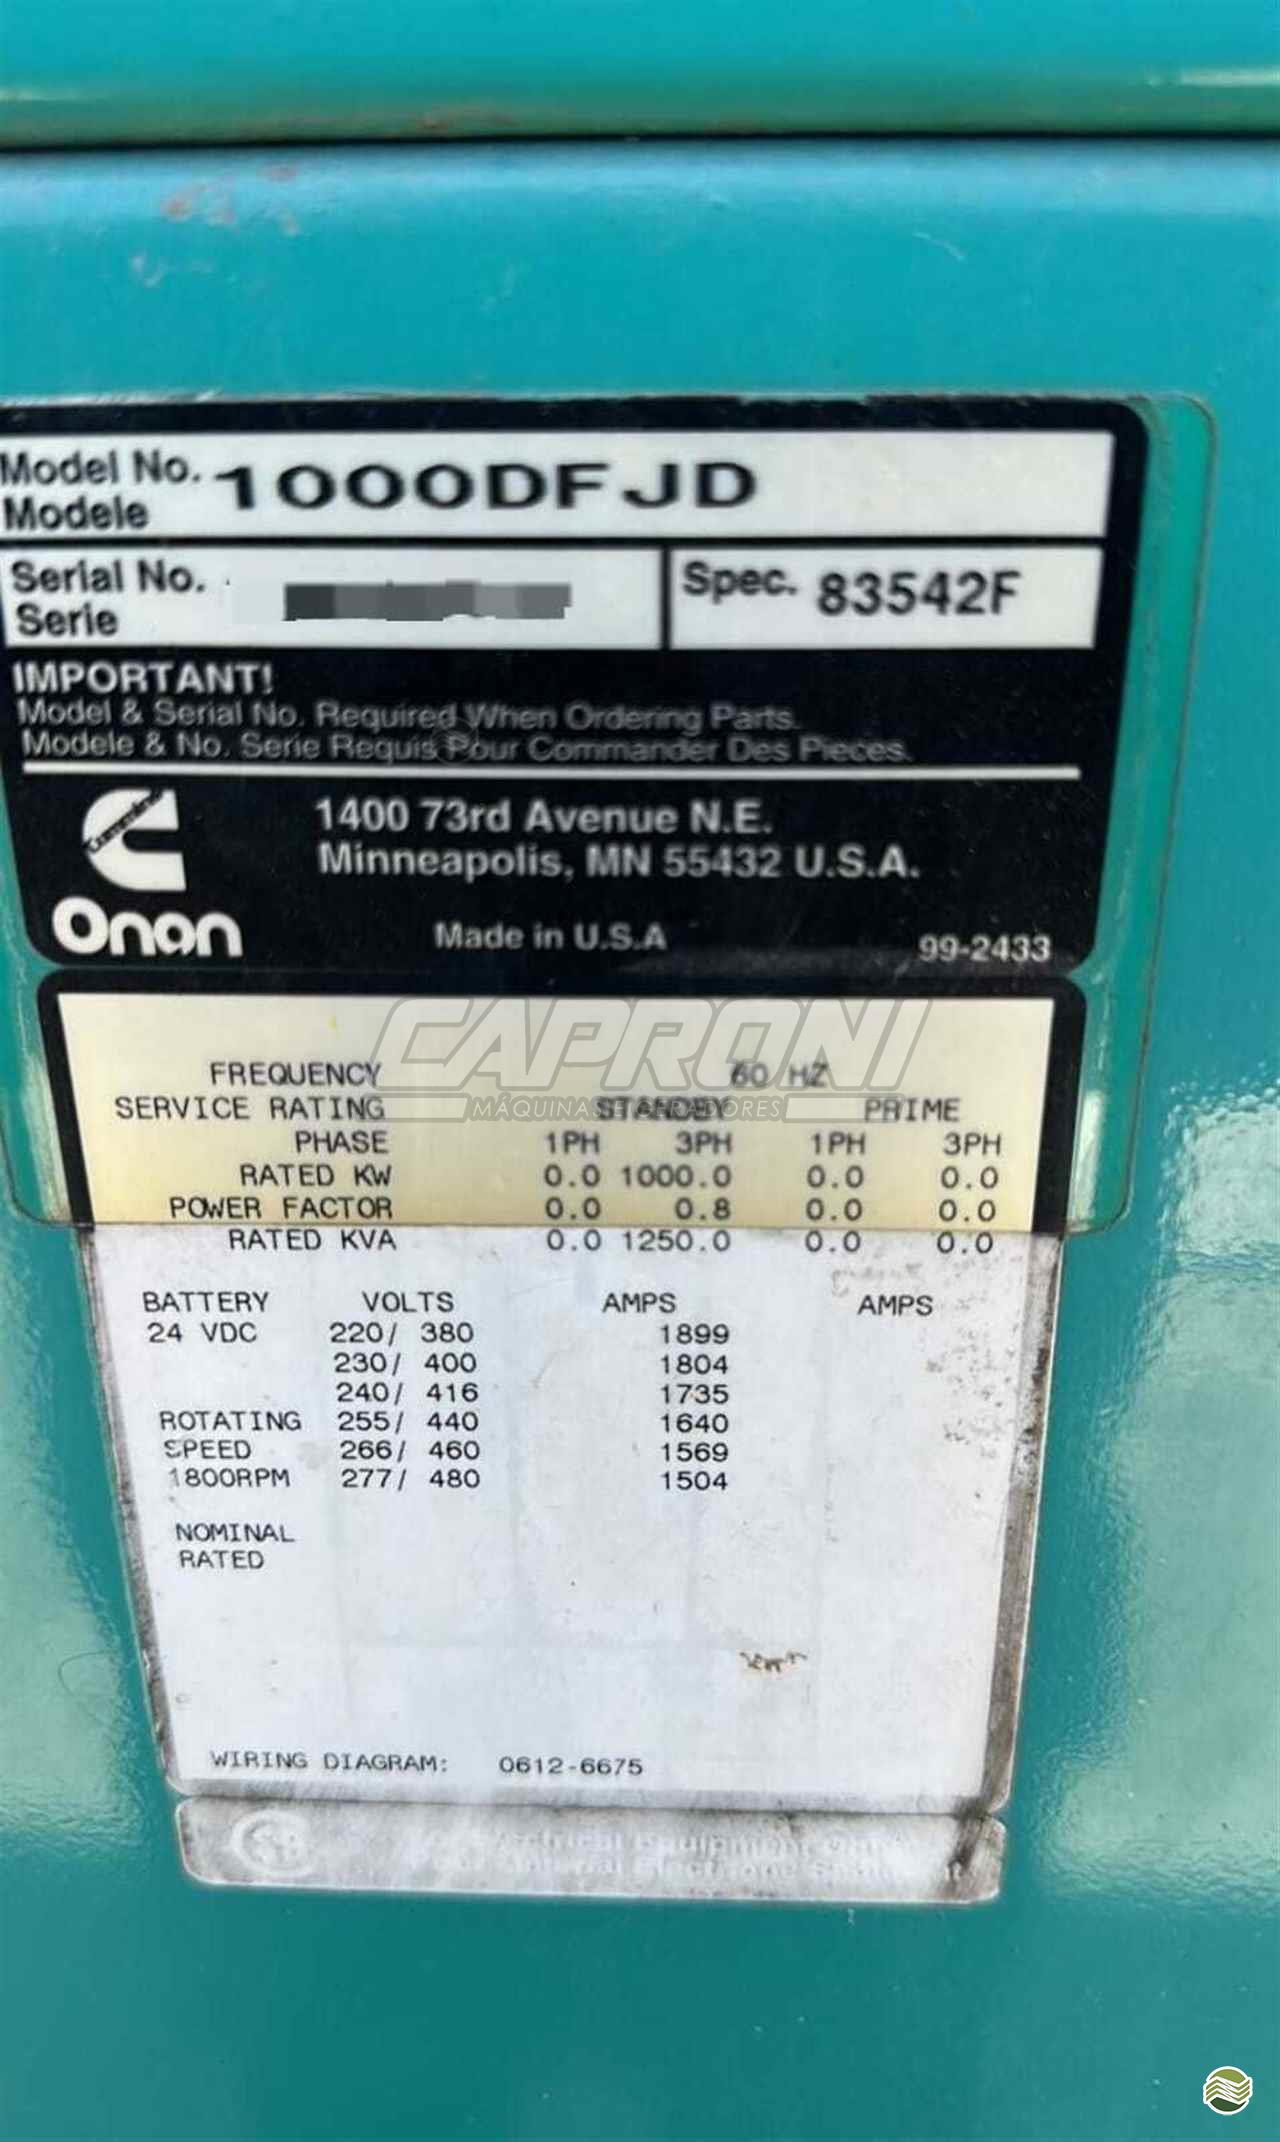 Model No. 1000DFJD
Modele
Serial No.
Serie
Spec. 83542F
IMPORTANT!
Model & Serial No. Required When Ordering Parts.
Modele & No. Serie Requis Pour Commander Des Pieces.
Cummins
Onan
1400 73rd Avenue N.E.
Minneapolis, MN 55432 U.S.A.
Made in U.S.A
99-2433
CAPRONI
MÁQUINAS E GERADORES
FREQUENCY 60 HZ
SERVICE RATING STANDBY PRIME
PHASE 1PH 3PH 1PH 3PH
RATED KW 0.0 1000.0 0.0 0.0
POWER FACTOR 0.0 0.8 0.0 0.0
RATED KVA 0.0 1250.0 0.0 0.0
BATTERY VOLTS AMPS AMPS
24 VDC 220/ 380 1899
230/ 400 1804
240/ 416 1735
ROTATING 255/ 440 1640
SPEED 266/ 460 1569
1800RPM 277/ 480 1504
NOMINAL
RATED
WIRING DIAGRAM: 0612-6675
Electrical Equipment